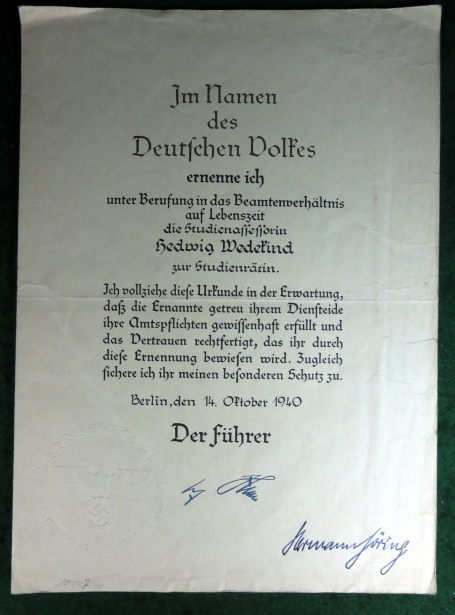 Im Namen
des
Deutschen Volkes
ernenne ich
unter Berufung in das Beamtenverhältnis
auf Lebenszeit
die Studienassessorin
Hedwig Wedekind
zur Studienrätin.
Ich vollziehe diese Urkunde in der Erwartung,
daß die Ernannte getreu ihrem Diensteide
ihre Amtspflichten gewissenhaft erfüllt und
das Vertrauen rechtfertigt, das ihr durch
diese Ernennung bewiesen wird. Zugleich
sichere ich ihr meinen besonderen Schutz zu.
Berlin, den 14. Oktober 1940
Der Führer
Hermann Göring